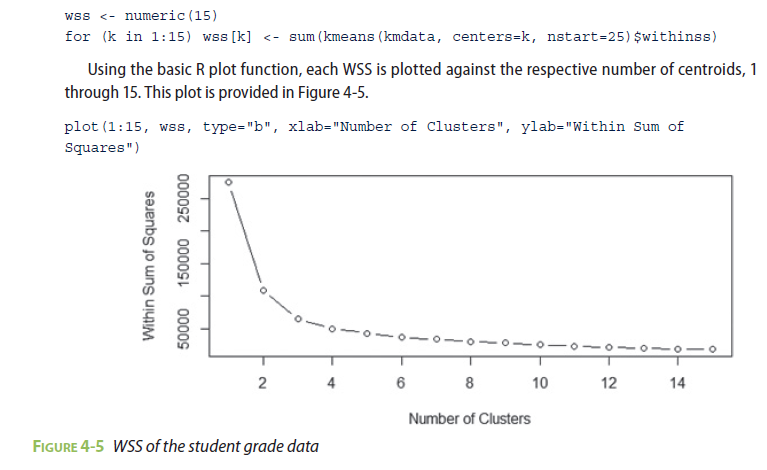 wss <- numeric(15)
for (k in 1:15) wss[k] <- sum(kmeans(kmdata, centers=k, nstart=25)$withinss)
Using the basic R plot function, each WSS is plotted against the respective number of centroids, 1
through 15. This plot is provided in Figure 4-5.
plot(1:15, wss, type="b", xlab="Number of Clusters", ylab="Within Sum of
Squares")
Within Sum of Squares
250000
150000
50000
2 4 6 8 10 12 14
Number of Clusters
FIGURE 4-5 WSS of the student grade data